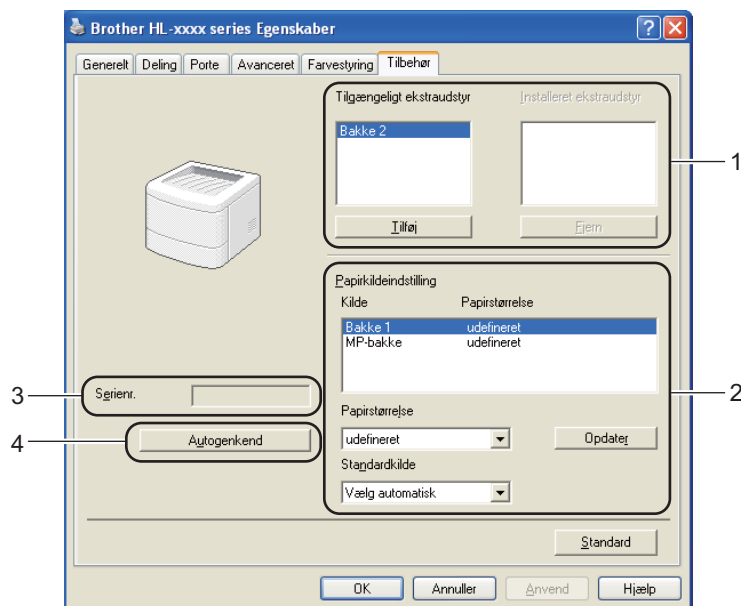 Brother HL-xxxx series Egenskaber
Generelt Deling Porte Avanceret Farvestyring Tilbehør
Tilgængeligt ekstraudstyr Installeret ekstraudstyr
Bakke 2
1
Tilføj Fjern
Papirkildeindstilling
Kilde Papirstørrelse
Bakke 1 udefineret
MP-bakke udefineret
3 Serienr.
2
Papirstørrelse
4 Autogenkend
udefineret Opdater
Standardkilde
Vælg automatisk
Standard
OK Annuller Anvend Hjælp